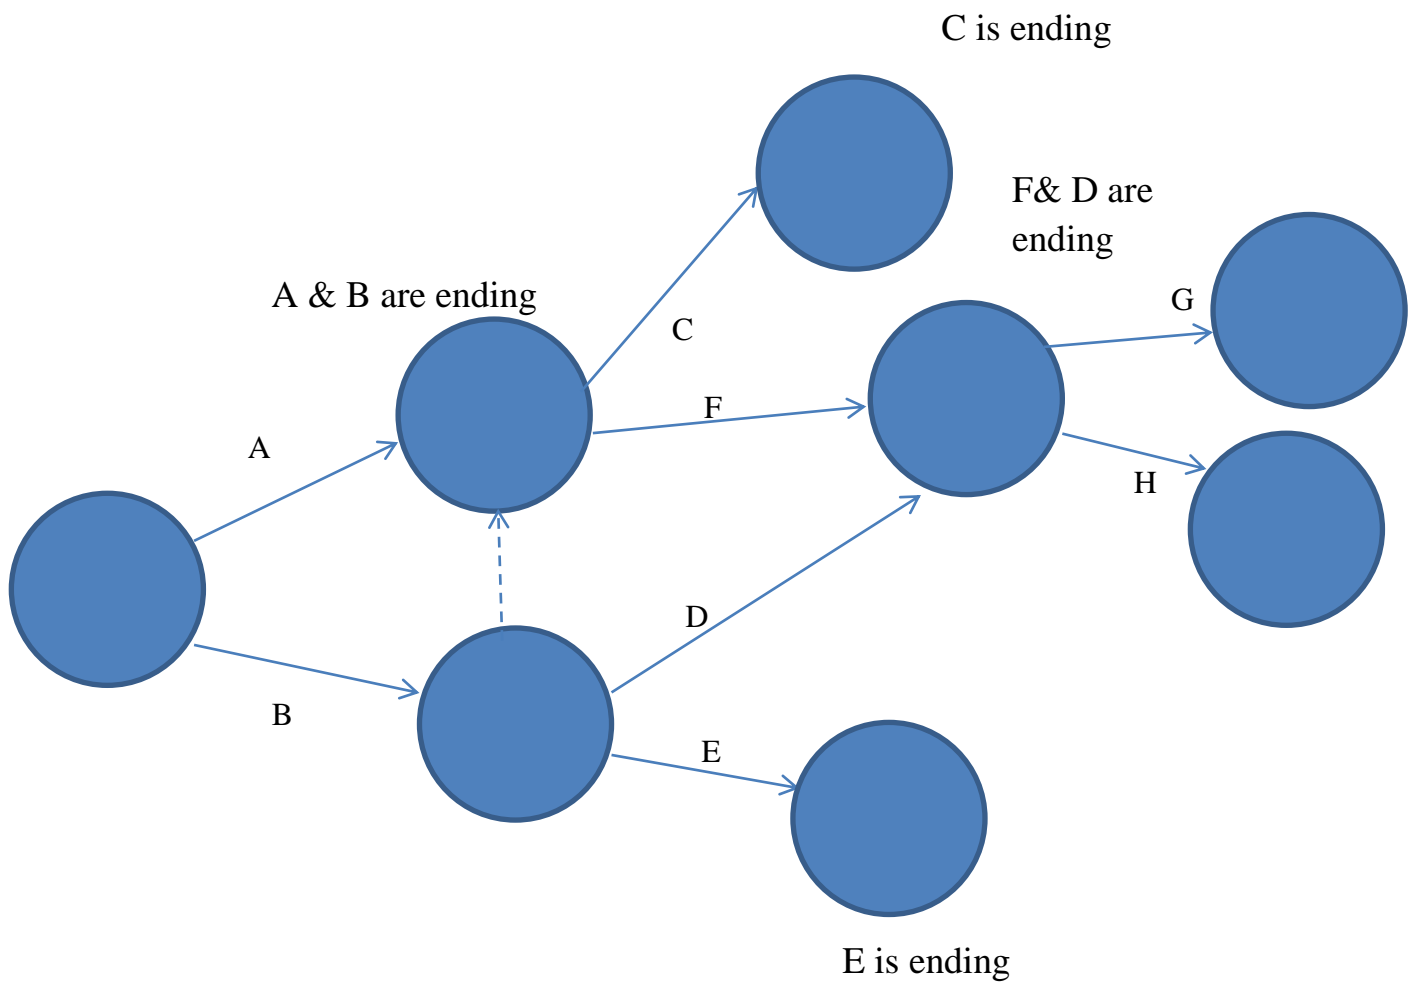 C is ending
F& D are
ending
A & B are ending
G
C
F
A
H
D
B
E
E is ending